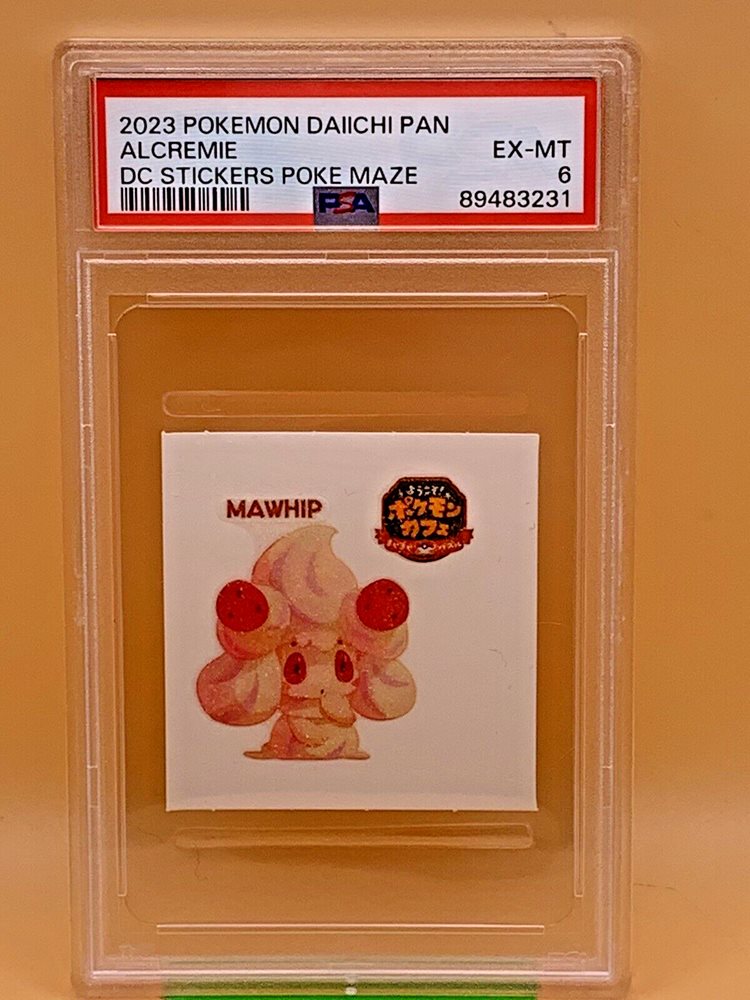 2023 POKEMON DAIICHI PAN
ALCREMIE EX-MT
DC STICKERS POKE MAZE 6
PSA 89483231
MAWHIP
ようこそ!
ポケモン
カフェ